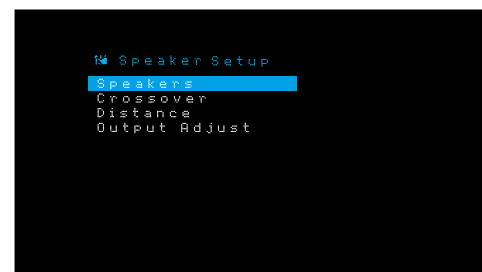 Speaker Setup
Speakers
Crossover
Distance
Output Adjust